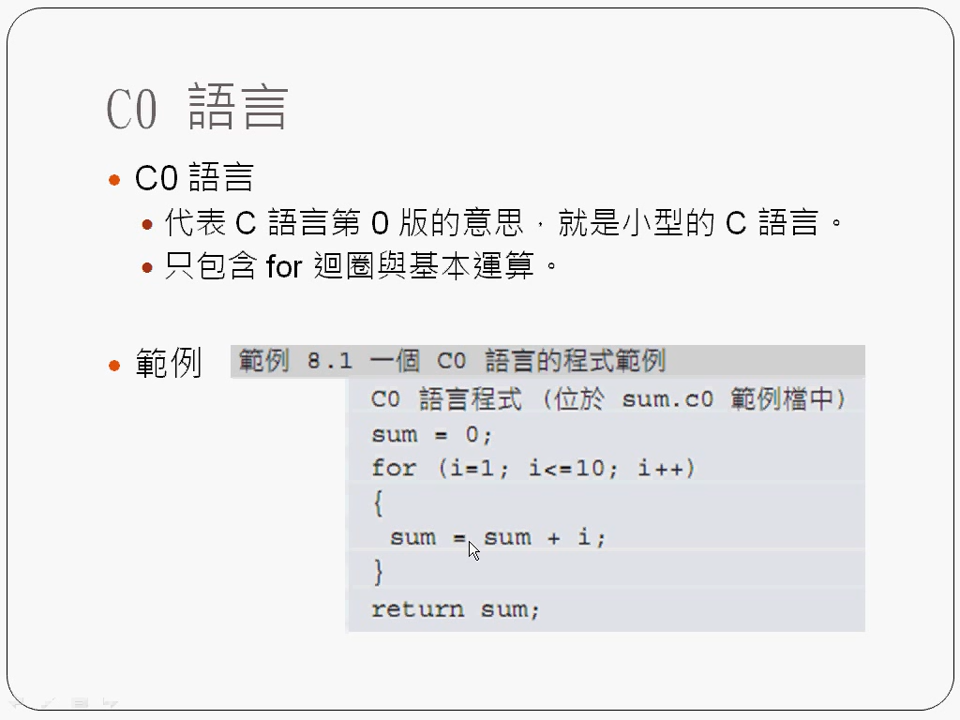 C0 語言
C0 語言
代表 C 語言第 0 版的意思，就是小型的 C 語言。
只包含 for 迴圈與基本運算。
範例
範例 8.1 一個 C0 語言的程式範例
C0 語言程式 (位於 sum.c0 範例檔中)
sum = 0;
for (i=1; i<=10; i++)
{
sum = sum + i;
}
return sum;